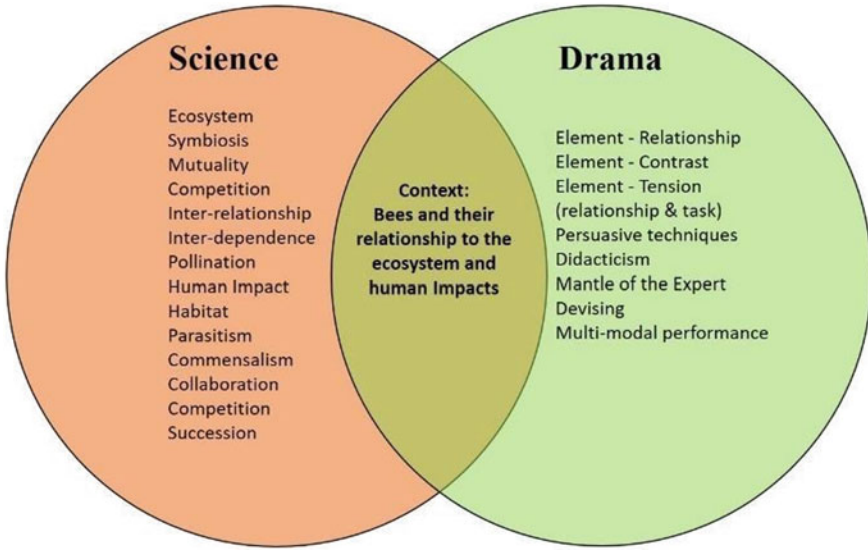 Science
Ecosystem
Symbiosis
Mutuality
Competition
Inter-relationship
Inter-dependence
Pollination
Human Impact
Habitat
Parasitism
Commensalism
Collaboration
Competition
Succession
Context:
Bees and their
relationship to the
ecosystem and
human Impacts
Drama
Element - Relationship
Element - Contrast
Element - Tension
(relationship & task)
Persuasive techniques
Didacticism
Mantle of the Expert
Devising
Multi-modal performance